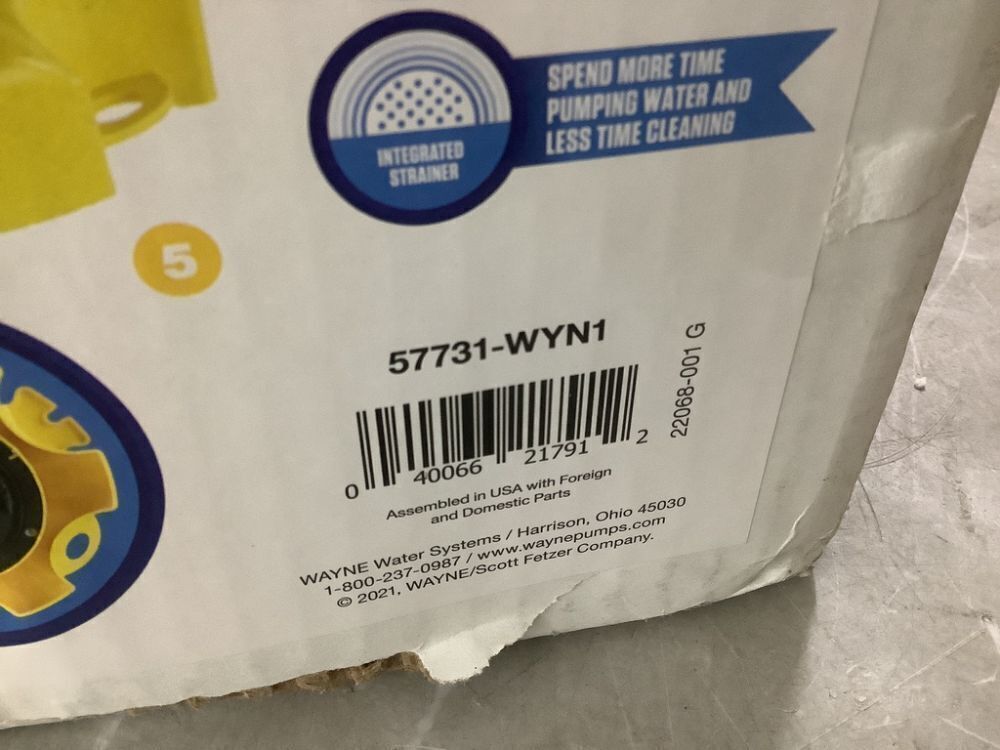 INTEGRATED
STRAINER
SPEND MORE TIME
PUMPING WATER AND
LESS TIME CLEANING
5
57731-WYN1
0 40066 21791 2
22068-001 G
Assembled in USA with Foreign
and Domestic Parts
WAYNE Water Systems / Harrison, Ohio 45030
1-800-237-0987 / www.waynepumps.com
© 2021, WAYNE/Scott Fetzer Company.